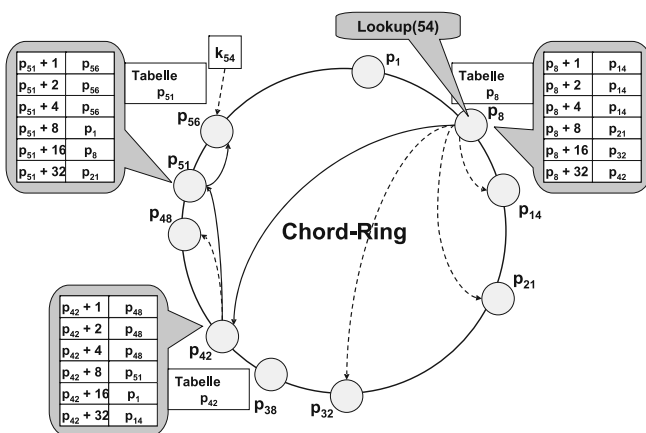 Lookup(54)
p51 + 1 p56
p51 + 2 p56
p51 + 4 p56
p51 + 8 p1
p51 + 16 p8
p51 + 32 p21
Tabelle
p51
k54
p1
Tabelle
p8
p8
p8 + 1 p14
p8 + 2 p14
p8 + 4 p14
p8 + 8 p21
p8 + 16 p32
p8 + 32 p42
p56
p51
p48
p14
Chord-Ring
p21
p42 + 1 p48
p42 + 2 p48
p42 + 4 p48
p42 + 8 p51
p42 + 16 p1
p42 + 32 p14
p42
Tabelle
p42
p38
p32